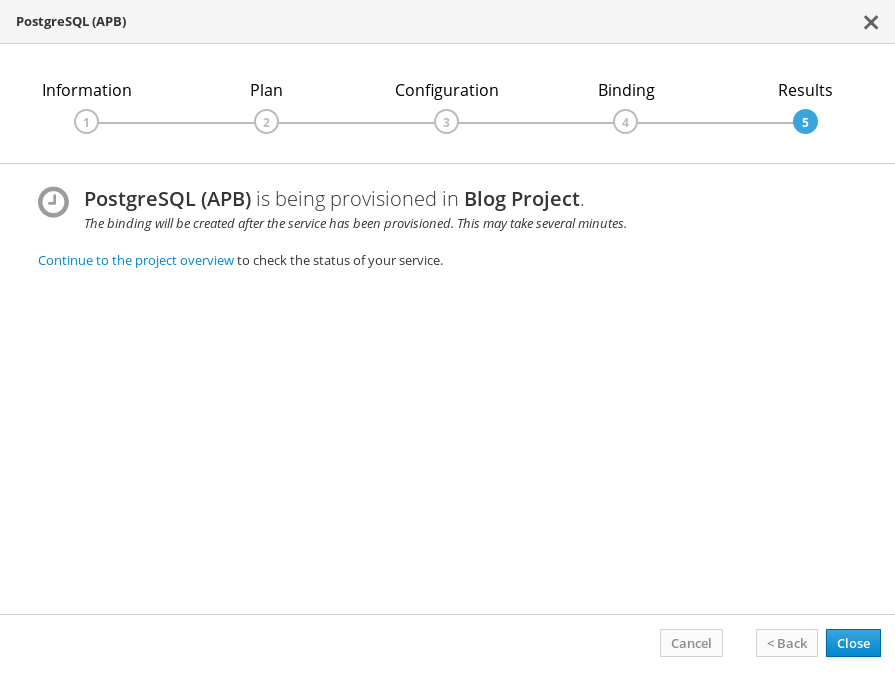 PostgreSQL (APB)
Information Plan Configuration Binding Results
1 2 3 4 5
PostgreSQL (APB) is being provisioned in Blog Project.
The binding will be created after the service has been provisioned. This may take several minutes.
Continue to the project overview to check the status of your service.
Cancel < Back Close